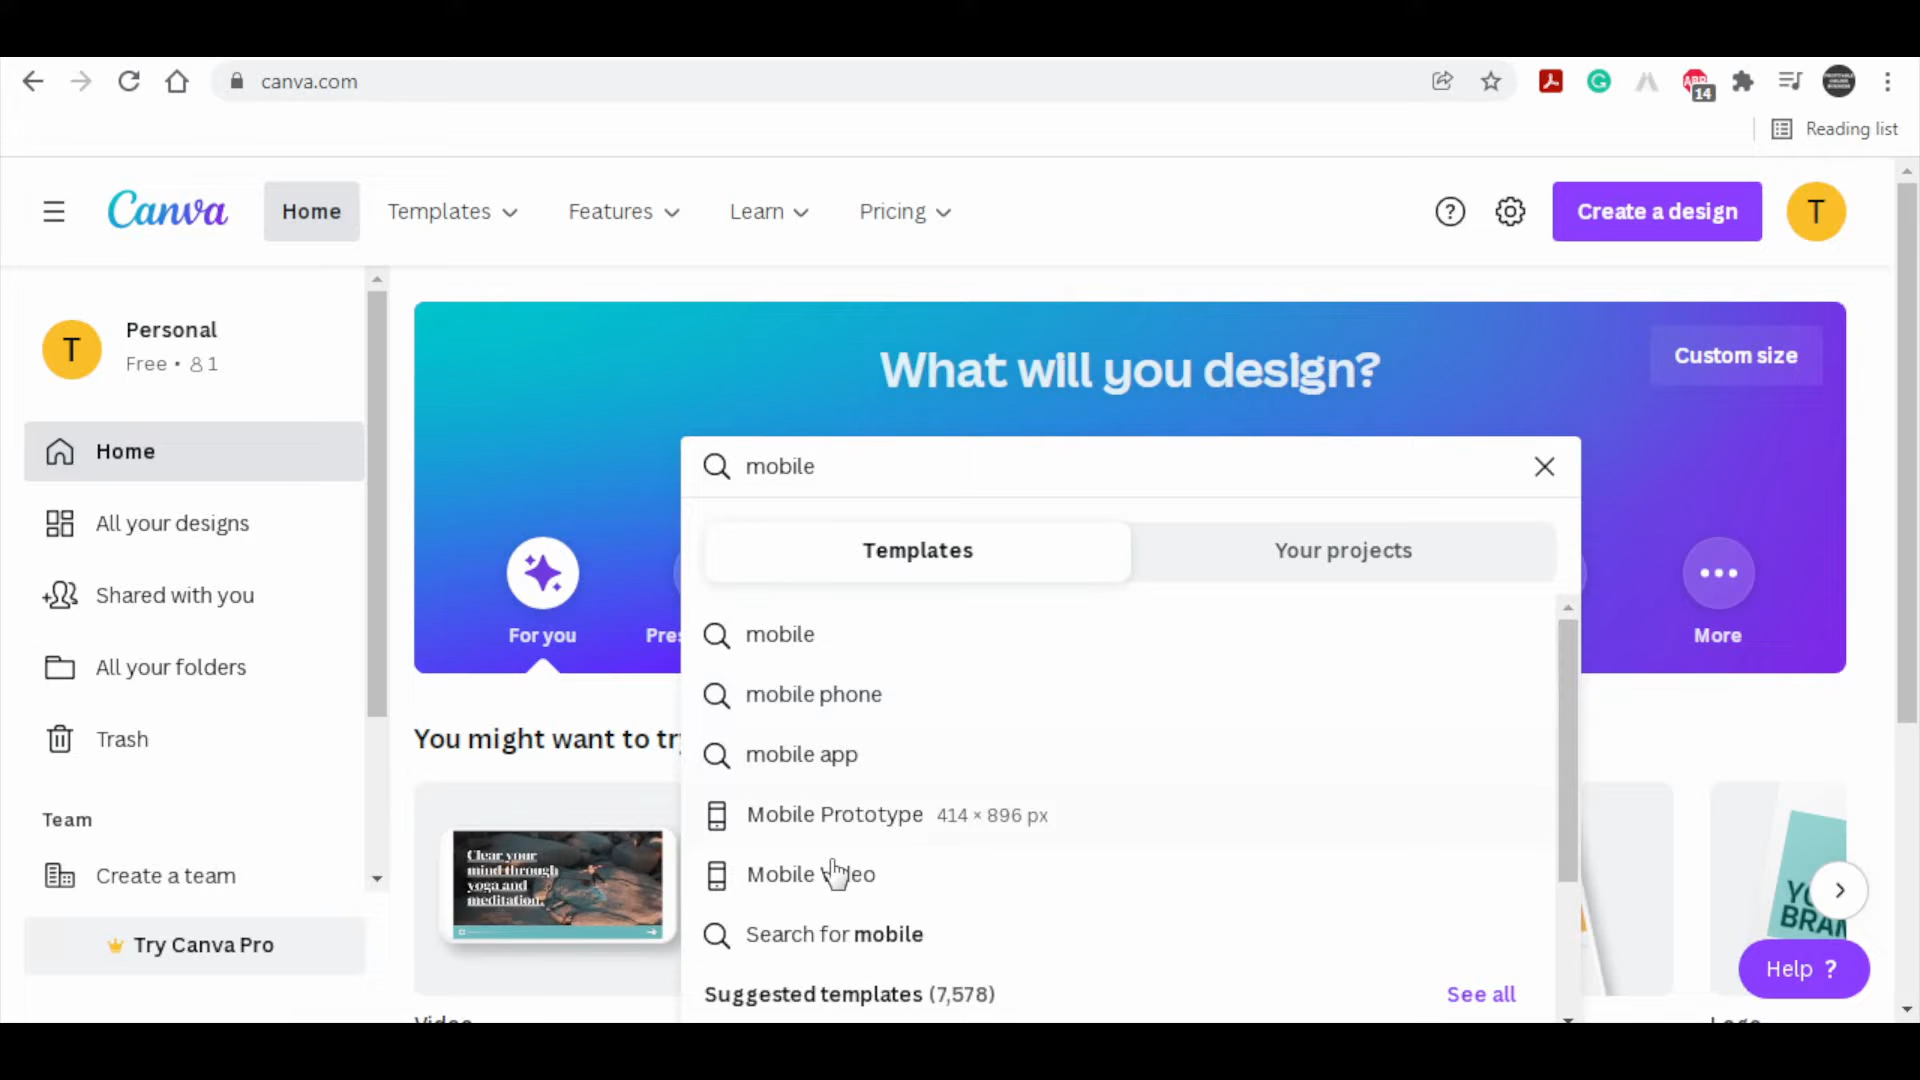 canva.com
ABP
14
Reading list
Canva
Home
Templates
Features
Learn
Pricing
?
Create a design
T
T
Personal
Free • 1
Home
All your designs
Shared with you
All your folders
Trash
Team
Create a team
Try Canva Pro
What will you design?
Custom size
mobile
Templates
Your projects
For you
More
mobile
mobile phone
mobile app
Mobile Prototype 414 × 896 px
Mobile
Search for mobile
Suggested templates (7,578)
See all
You might want to
Clear your
mind through
yoga and
meditation.
Help ?